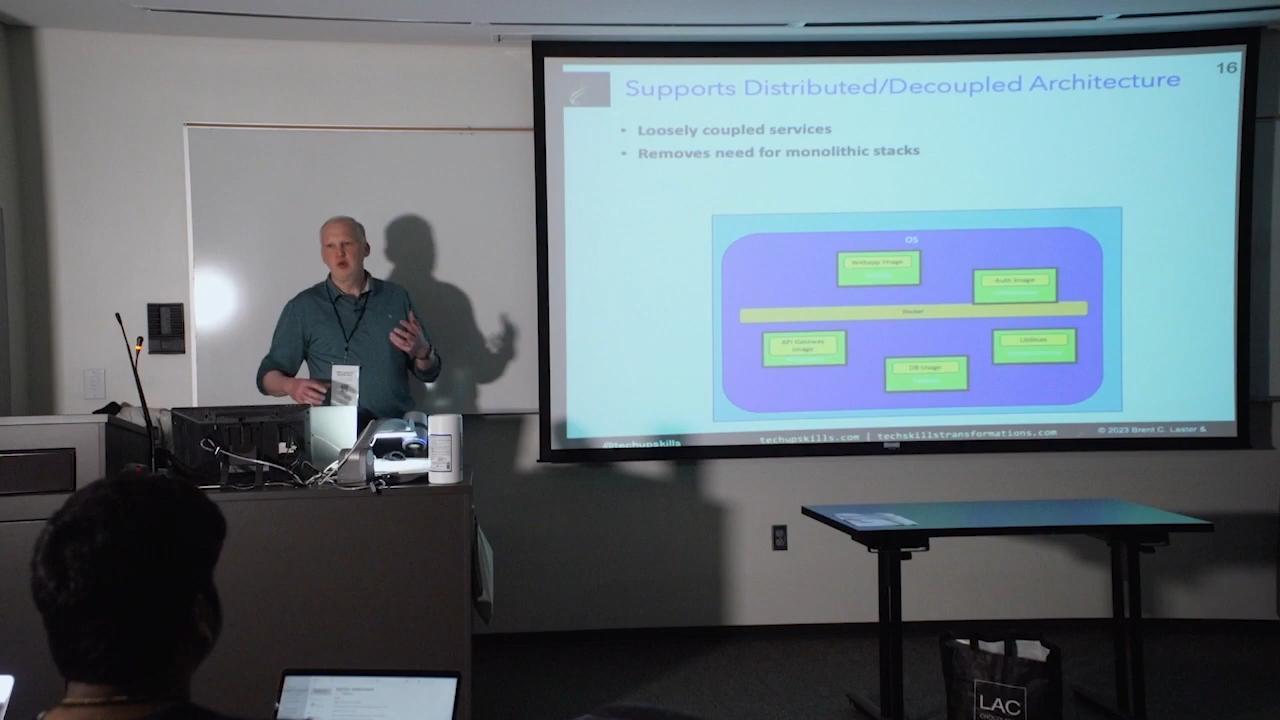 16
Supports Distributed/Decoupled Architecture
• Loosely coupled services
• Removes need for monolithic stacks
OS
Webapp Image
Auth Image
Docker
API Gateway
Image
Utilities
DB Image
@techupskills
techupskills.com | techskillstransformations.com
© 2023 Brent C. Laster &
LAC